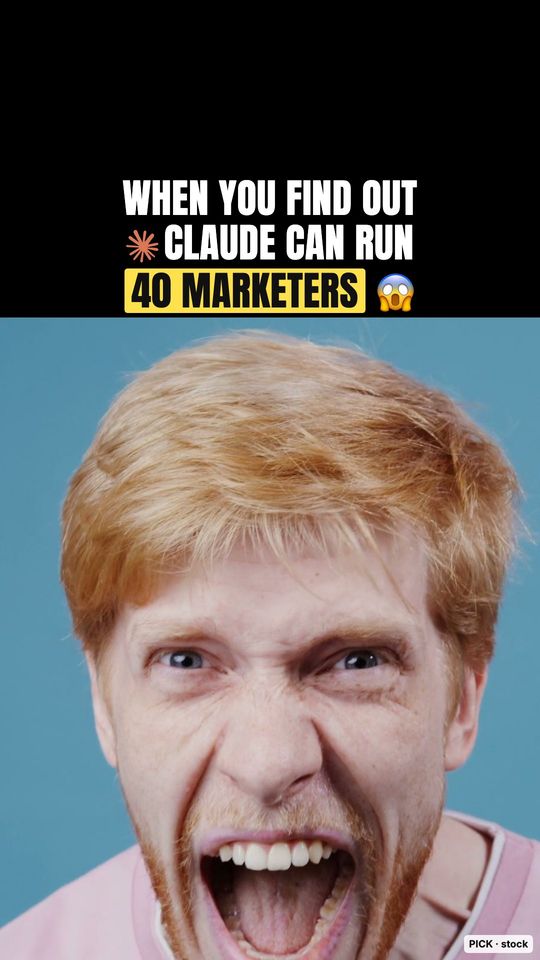 WHEN YOU FIND OUT
CLAUDE CAN RUN
40 MARKETERS 😱
PICK · stock